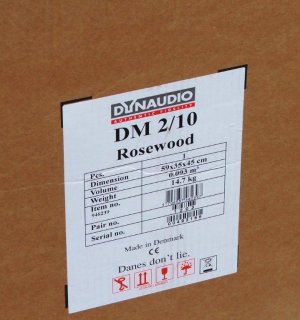 DYNAUDIO
AUTHENTIC FIDELITY
DM 2/10
Rosewood
Pcs. 1
Dimension 59x35x45 cm
Volume 0.093 m³
Weight 14.7 kg
Item no.
Pair no.
Serial no.
Made in Denmark
CE
Danes don't lie.